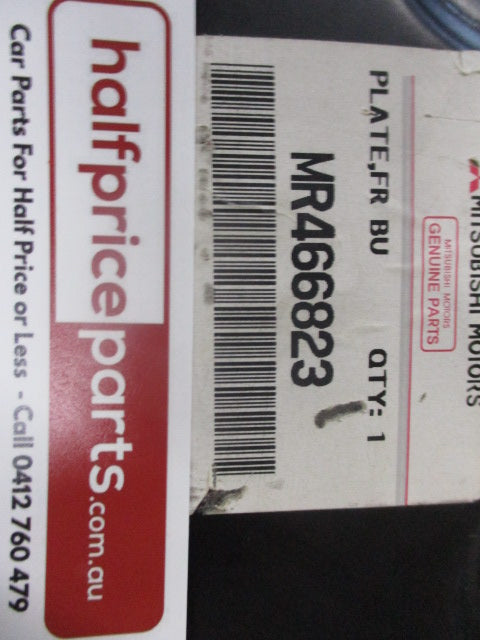 MITSUBISHI MOTORS
MITSUBISHI MOTORS
GENUINE PARTS
PLATE,FR BU QTY: 1
MR466823
halfpriceparts.com.au
Car Parts For Half Price or Less - Call 0412 760 479